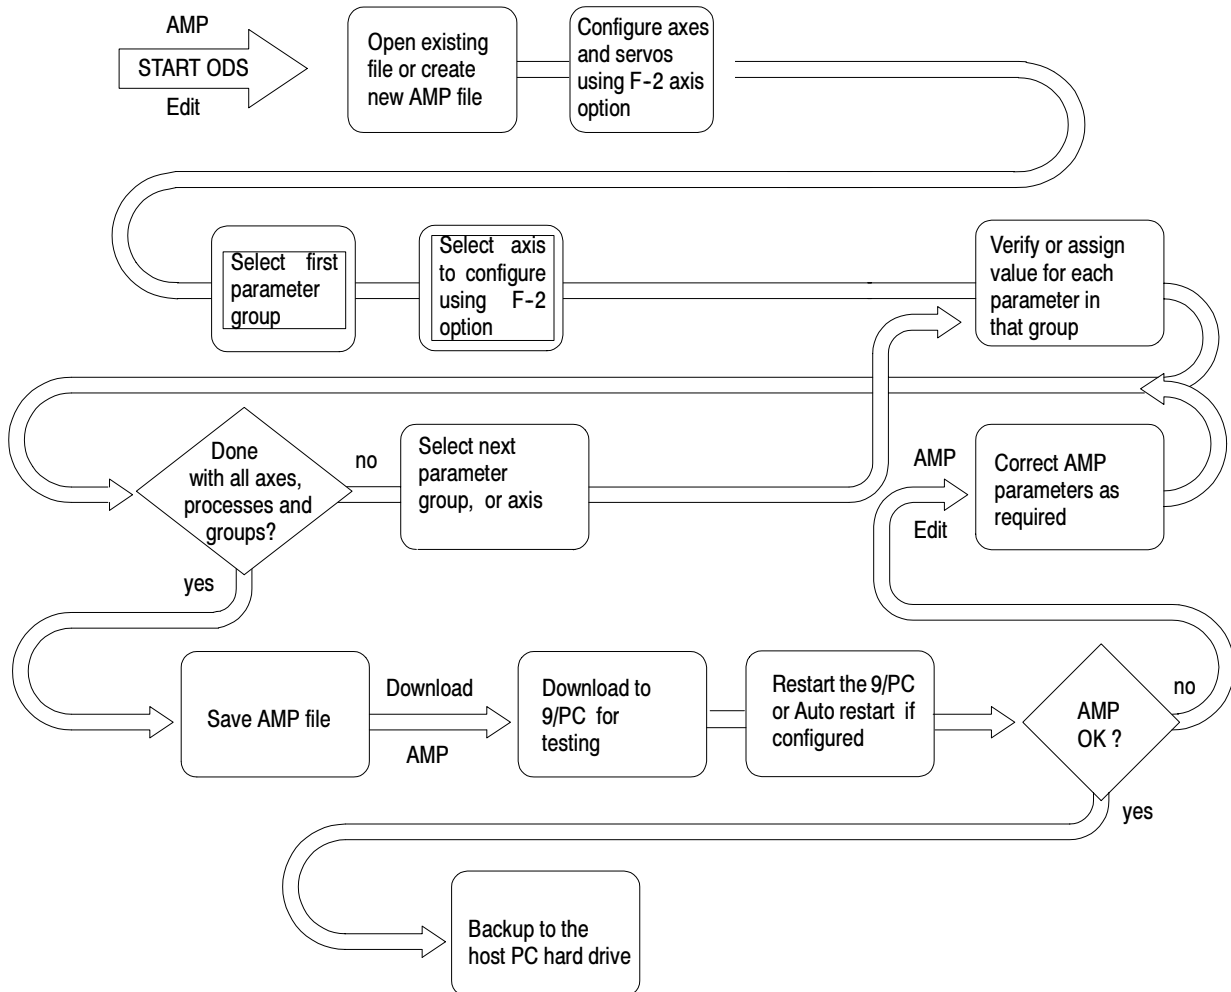 AMP
START ODS
Edit
Open existing
file or create
new AMP file
Configure axes
and servos
using F-2 axis
option
Select first
parameter
group
Select axis
to configure
using F-2
option
Verify or assign
value for each
parameter in
that group
Done
with all axes,
processes and
groups?
no
yes
Select next
parameter
group, or axis
AMP
Edit
Correct AMP
parameters as
required
Save AMP file
Download
AMP
Download to
9/PC for
testing
Restart the 9/PC
or Auto restart if
configured
AMP
OK ?
no
yes
Backup to the
host PC hard drive